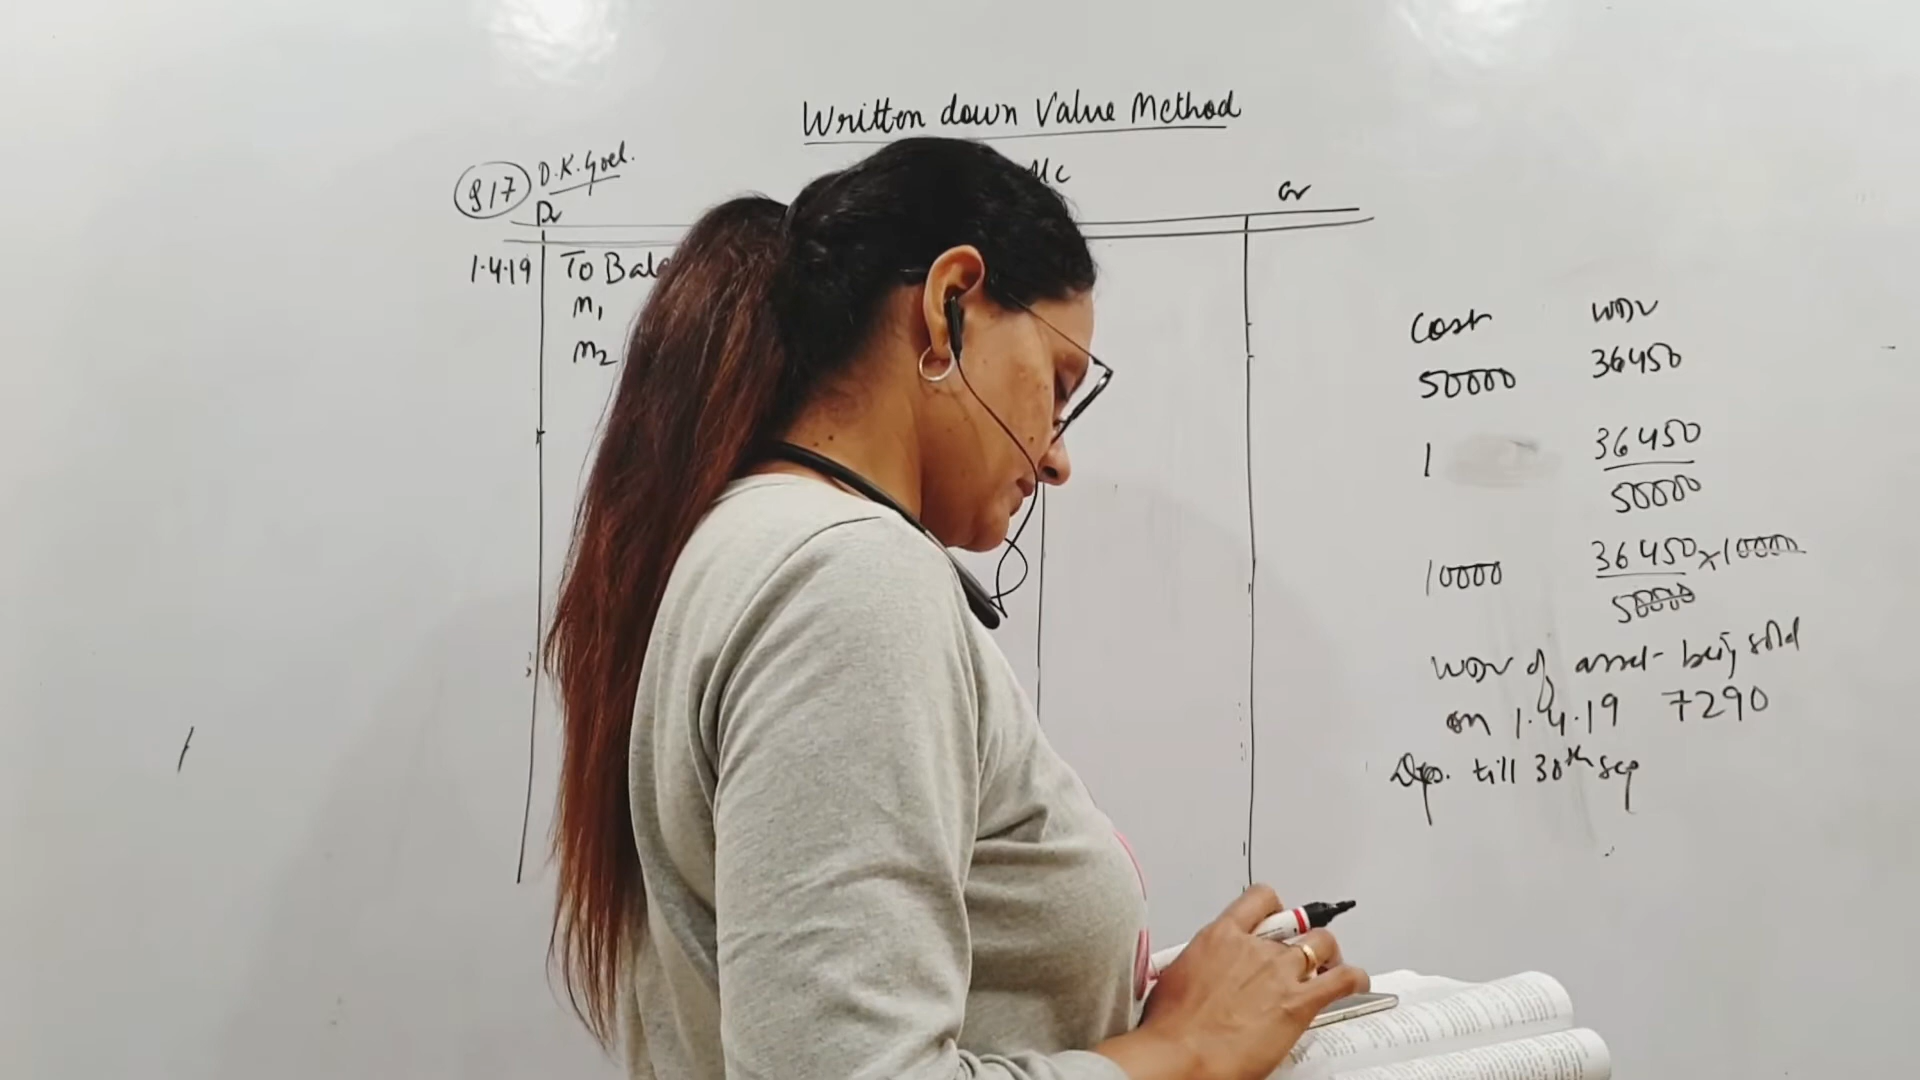 Written down Value Method
917 D.K. Goel.
Dr Cr
1.4.19 To Bal
M1
M2
Cost WDV
50000 36450
1 36450
50000
10000 36450 x 10000
50000
WDV of asset being sold
on 1.4.19 7290
Dep. till 30th Sep